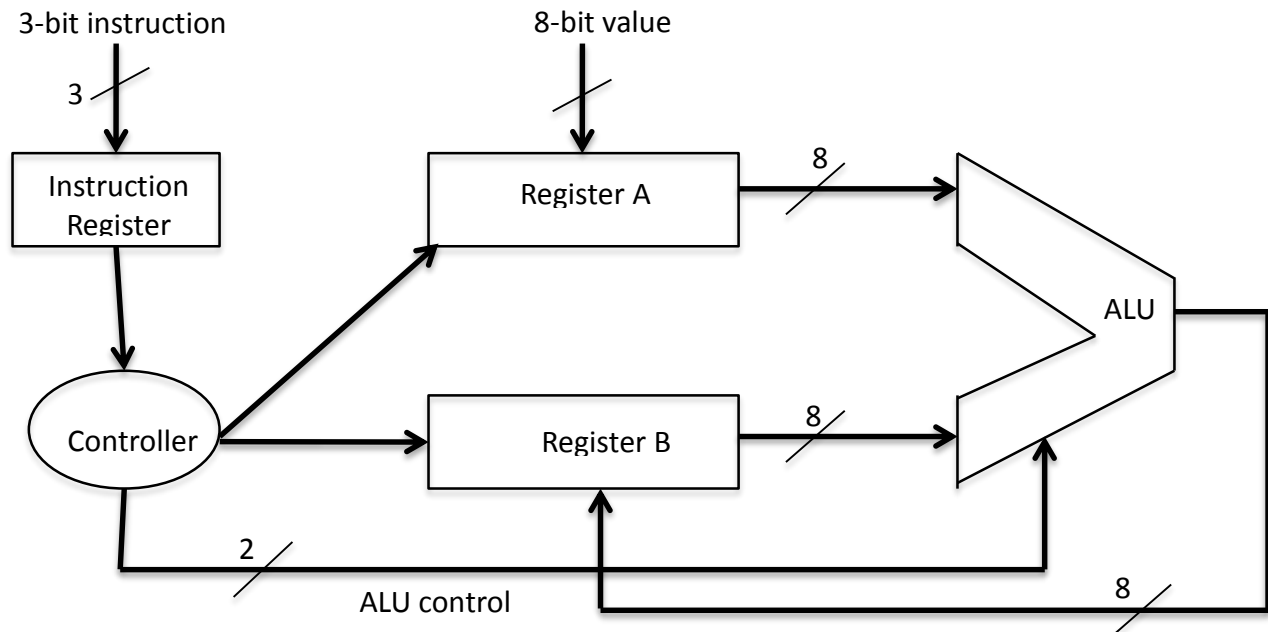 3-bit instruction
8-bit value
3
Instruction
Register
Register A
8
ALU
Controller
Register B
8
2
ALU control
8